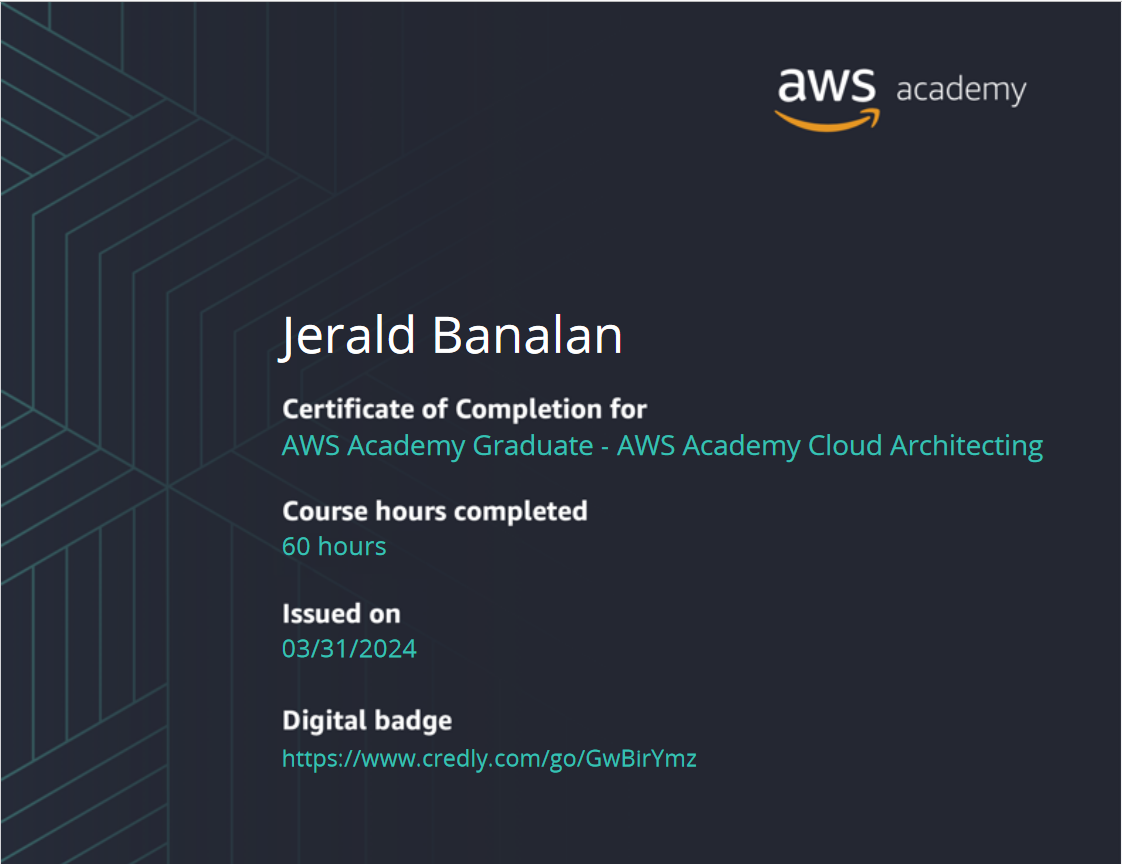 aws academy
Jerald Banalan
Certificate of Completion for
AWS Academy Graduate - AWS Academy Cloud Architecting
Course hours completed
60 hours
Issued on
03/31/2024
Digital badge
https://www.credly.com/go/GwBirYmz